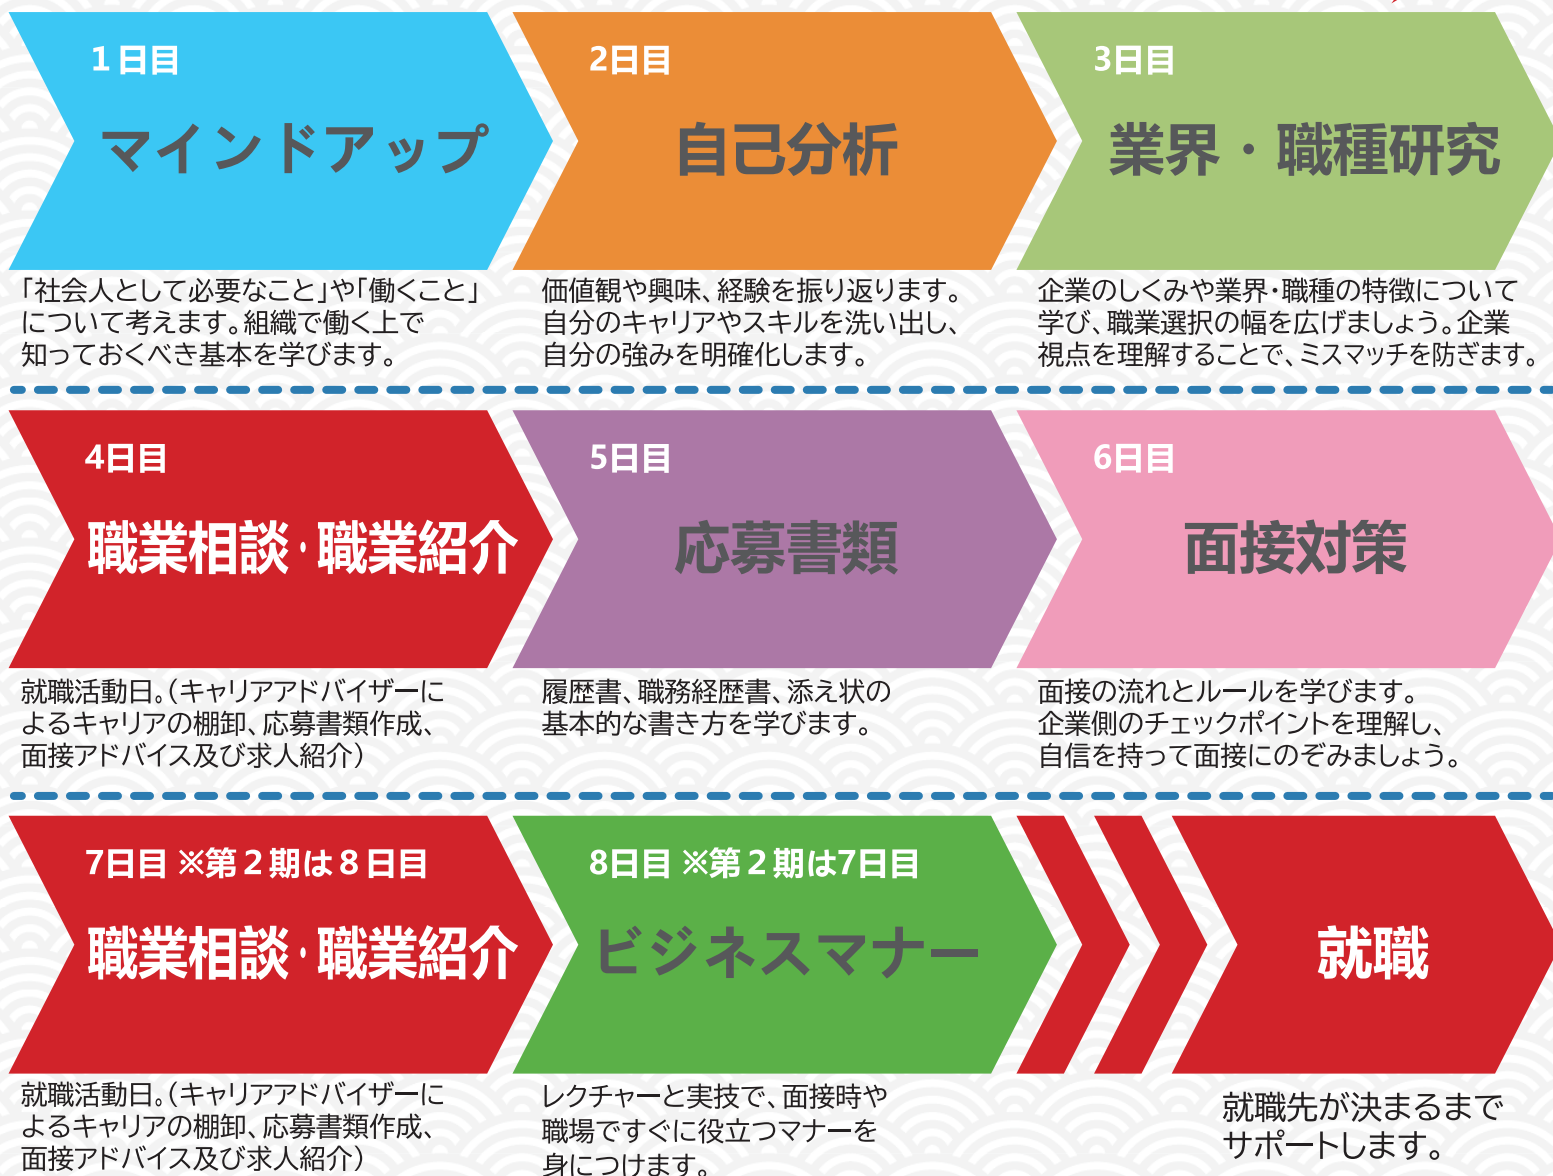 1日目
マインドアップ
「社会人として必要なこと」や「働くこと」
について考えます。組織で働く上で
知っておくべき基本を学びます。
2日目
自己分析
価値観や興味、経験を振り返ります。
自分のキャリアやスキルを洗い出し、
自分の強みを明確化します。
3日目
業界・職種研究
企業のしくみや業界・職種の特徴について
学び、職業選択の幅を広げましょう。企業
視点を理解することで、ミスマッチを防ぎます。
4日目
職業相談・職業紹介
就職活動日。（キャリアアドバイザーに
よるキャリアの棚卸、応募書類作成、
面接アドバイス及び求人紹介）
5日目
応募書類
履歴書、職務経歴書、添え状の
基本的な書き方を学びます。
6日目
面接対策
面接の流れとルールを学びます。
企業側のチェックポイントを理解し、
自信を持って面接にのぞみましょう。
7日目 ※第2期は8日目
職業相談・職業紹介
就職活動日。（キャリアアドバイザーに
よるキャリアの棚卸、応募書類作成、
面接アドバイス及び求人紹介）
8日目 ※第2期は7日目
ビジネスマナー
レクチャーと実技で、面接時や
職場ですぐに役立つマナーを
身につけます。
就職
就職先が決まるまで
サポートします。